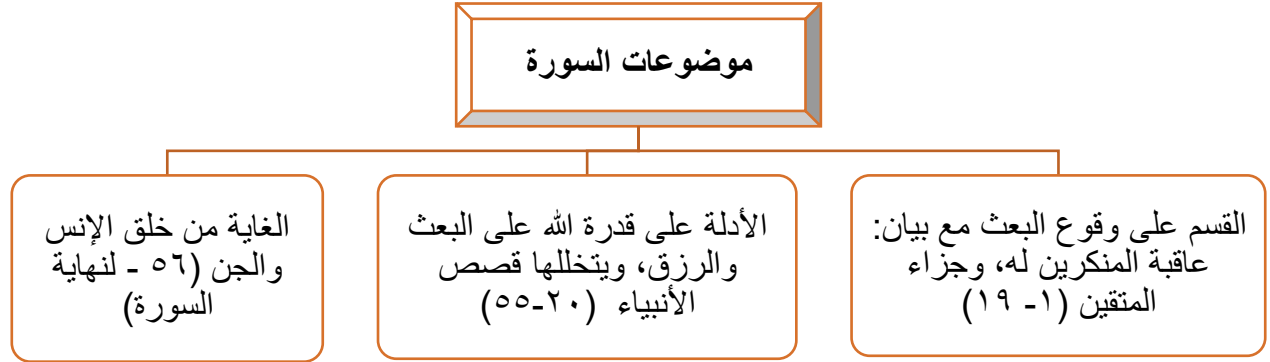 موضوعات السورة
القسم على وقوع البعث مع بيان:
عاقبة المنكرين له، وجزاء
المتقين (١- ١٩)
الأدلة على قدرة الله على البعث
والرزق، ويتخللها قصص
الأنبياء (٢٠-٥٥)
الغاية من خلق الإنس
والجن (٥٦ - لنهاية
السورة)